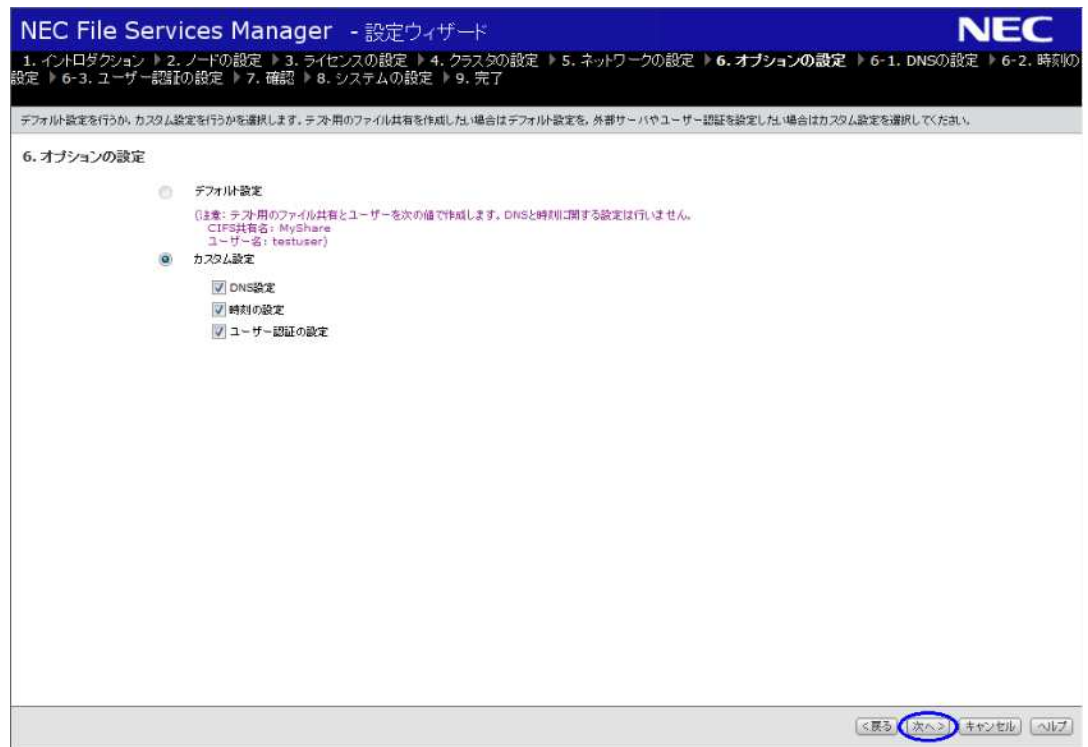 NEC File Services Manager - 設定ウィザード
NEC
1. イントロダクション ▶ 2. ノードの設定 ▶ 3. ライセンスの設定 ▶ 4. クラスタの設定 ▶ 5. ネットワークの設定 ▶ 6. オプションの設定 ▶ 6-1. DNSの設定 ▶ 6-2. 時刻の
設定 ▶ 6-3. ユーザー認証の設定 ▶ 7. 確認 ▶ 8. システムの設定 ▶ 9. 完了
デフォルト設定を行うか、カスタム設定を行うかを選択します。テスト用のファイル共有を作成したい場合はデフォルト設定を、外部サーバやユーザー認証を設定したい場合はカスタム設定を選択してください。
6. オプションの設定
デフォルト設定
(注意: テスト用のファイル共有とユーザーを次の値で作成します。DNSと時刻に関する設定は行いません。
CIFS共有名: MyShare
ユーザー名: testuser)
カスタム設定
DNS設定
時刻の設定
ユーザー認証の設定
<戻る 次へ> キャンセル ヘルプ